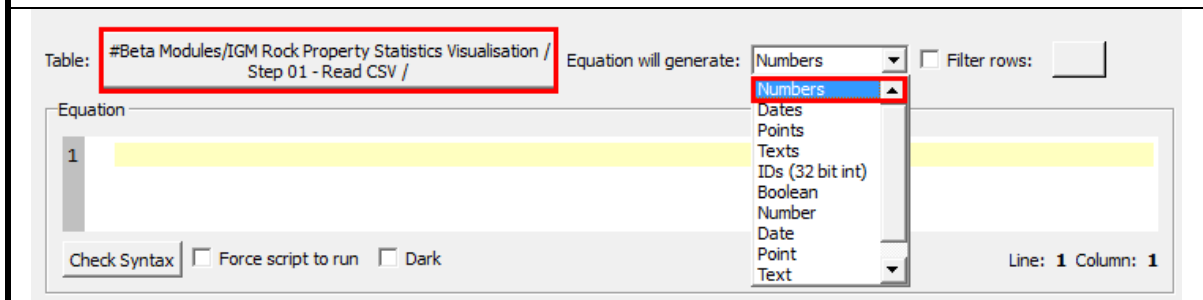 Table: #Beta Modules/IGM Rock Property Statistics Visualisation / Equation will generate: Numbers Filter rows:
Step 01 - Read CSV /
Numbers
Equation
Dates
Points
1
Texts
IDs (32 bit int)
Boolean
Number
Date
Check Syntax Force script to run Dark Point Line: 1 Column: 1
Text